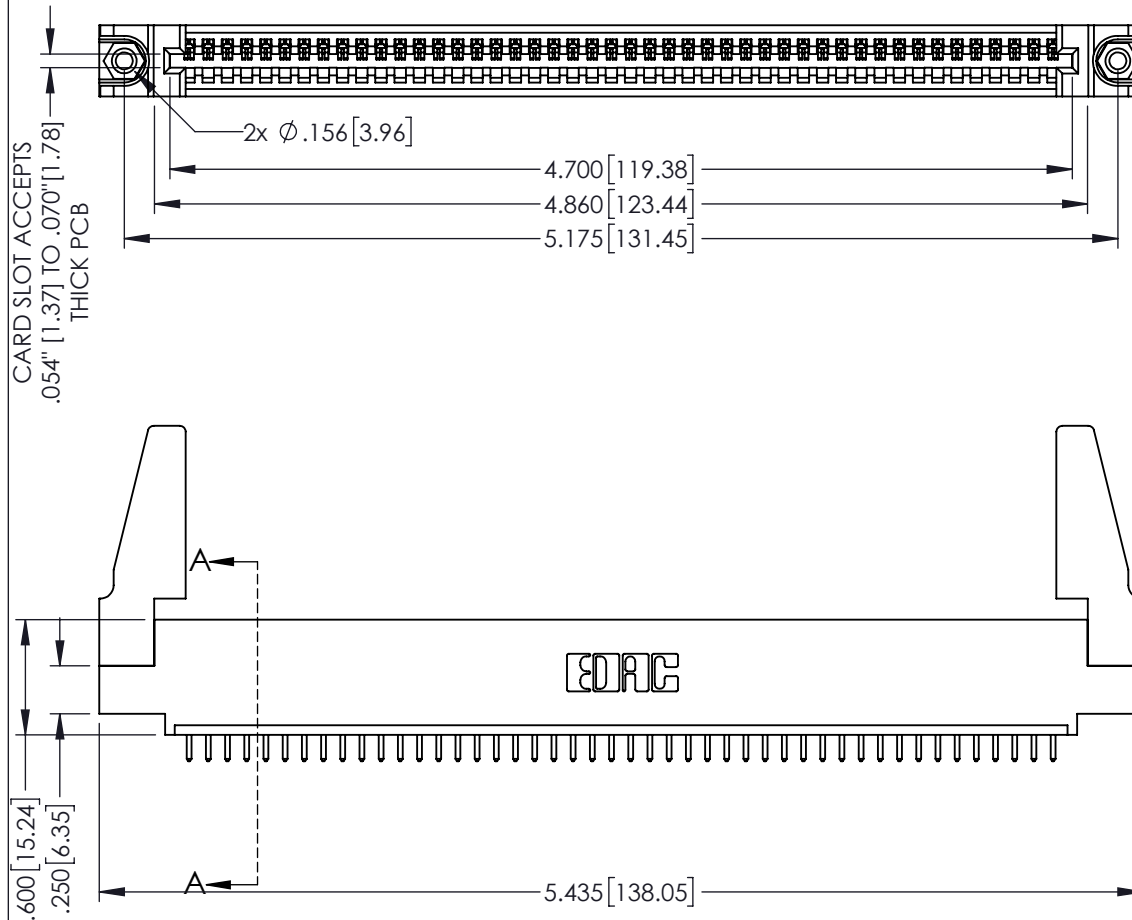 2x Ø .156[3.96]
4.700[119.38]
4.860[123.44]
5.175[131.45]
CARD SLOT ACCEPTS
.054" [1.37] TO .070"[1.78]
THICK PCB
A
EDAC
.600[15.24]
.250[6.35]
A
5.435[138.05]